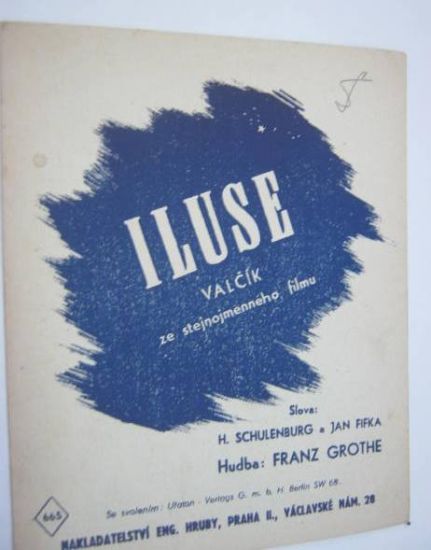 ILUSE
VALČÍK
ze stejnojmenného filmu
Slova:
H. SCHULENBURG a JAN FIFKA
Hudba: FRANZ GROTHE
665
Se svolením: Ufaton - Verlags G. m. b. H. Berlin SW 68.
NAKLADATELSTVÍ ENG. HRUBY, PRAHA II., VÁCLAVSKÉ NÁM. 28